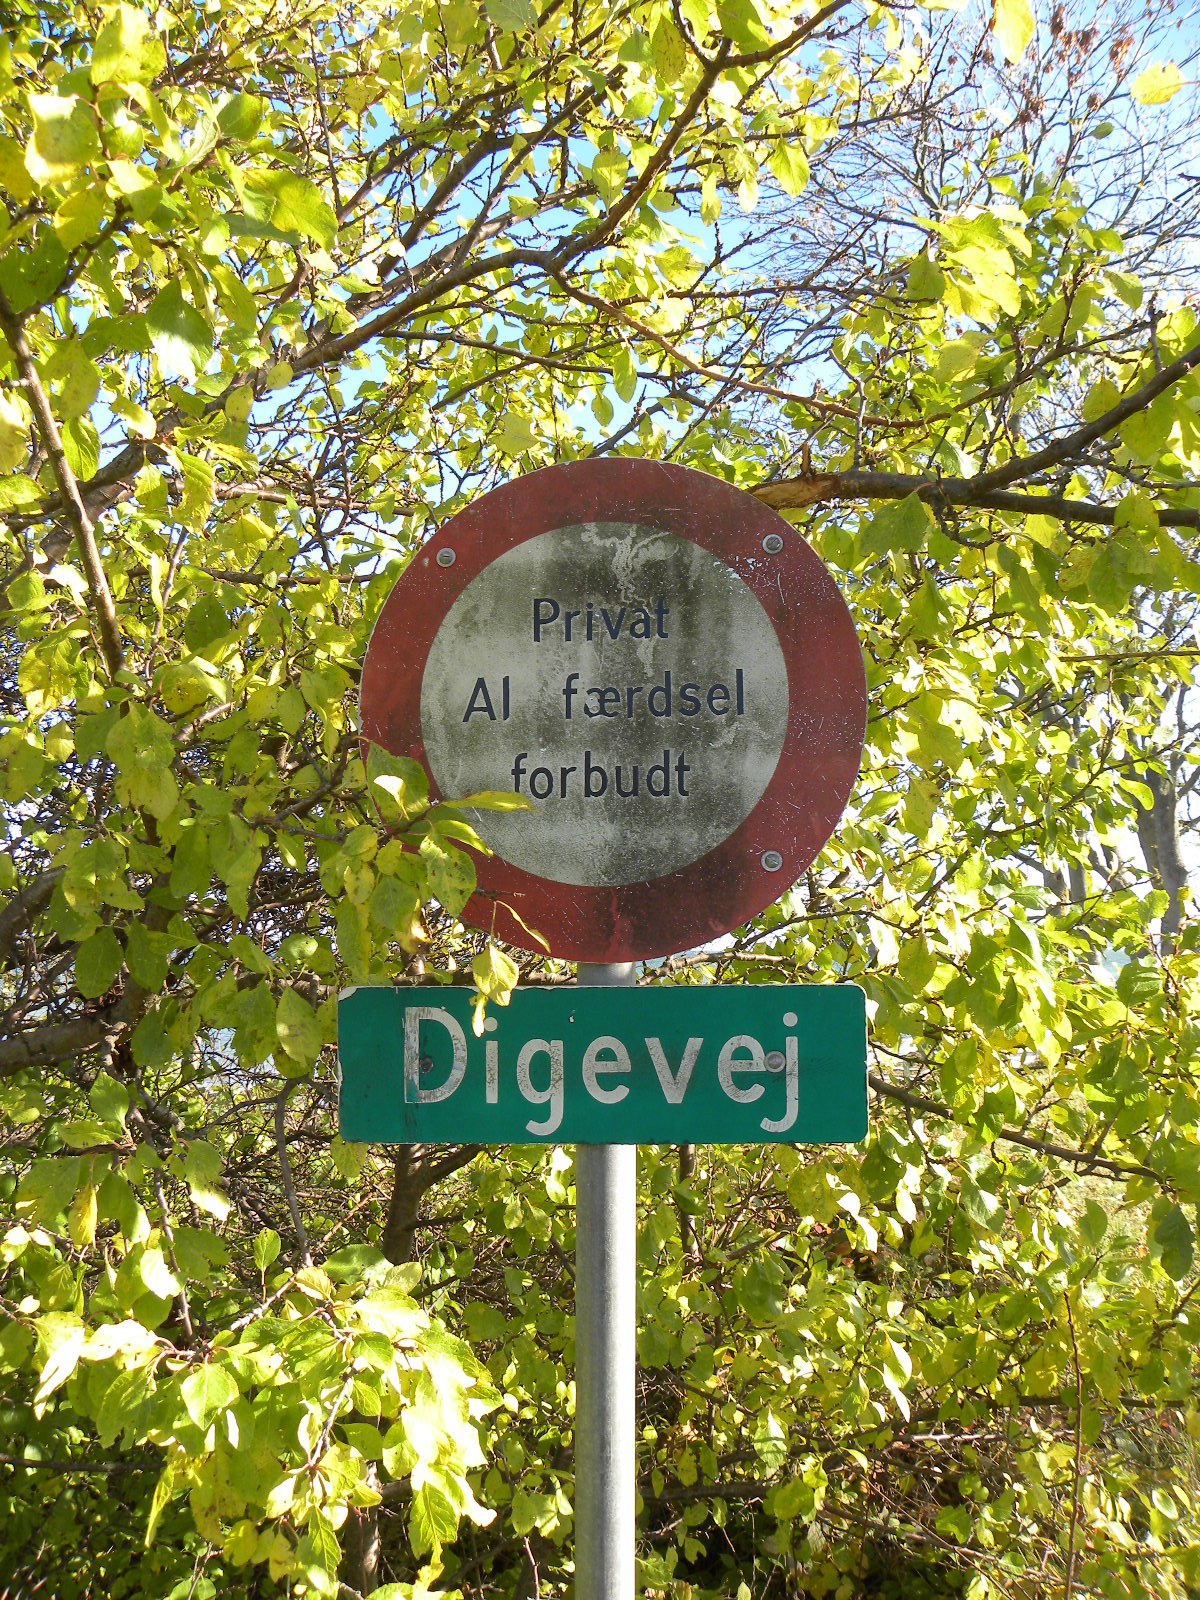 Privat
Al færdsel
forbudt
Digevej